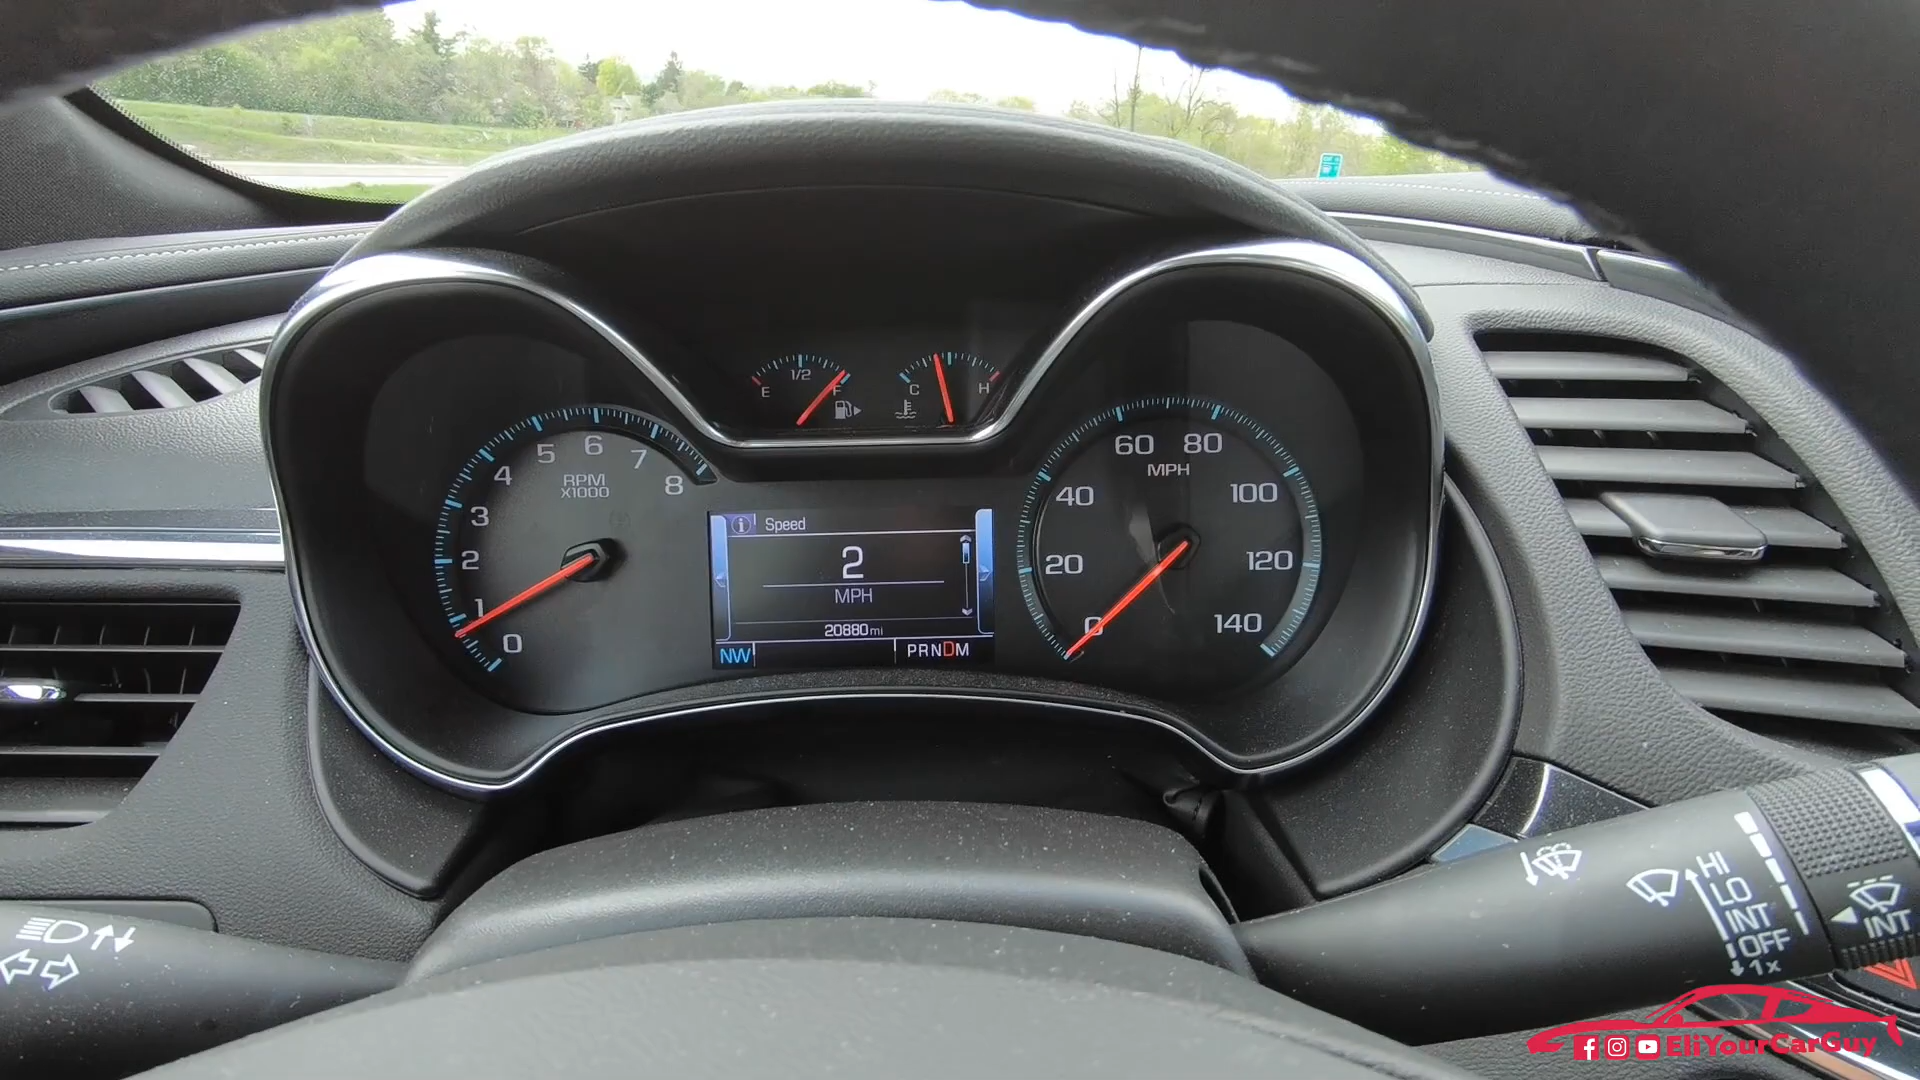 E 1/2 F
C H
0 1 2 3 4 5 6 7 8
RPM
X1000
0 20 40 60 80 100 120 140
MPH
i Speed
2
MPH
20880 mi
NW PRNDM
HI
LO
INT
OFF
1x
INT
EliYourCarGuy